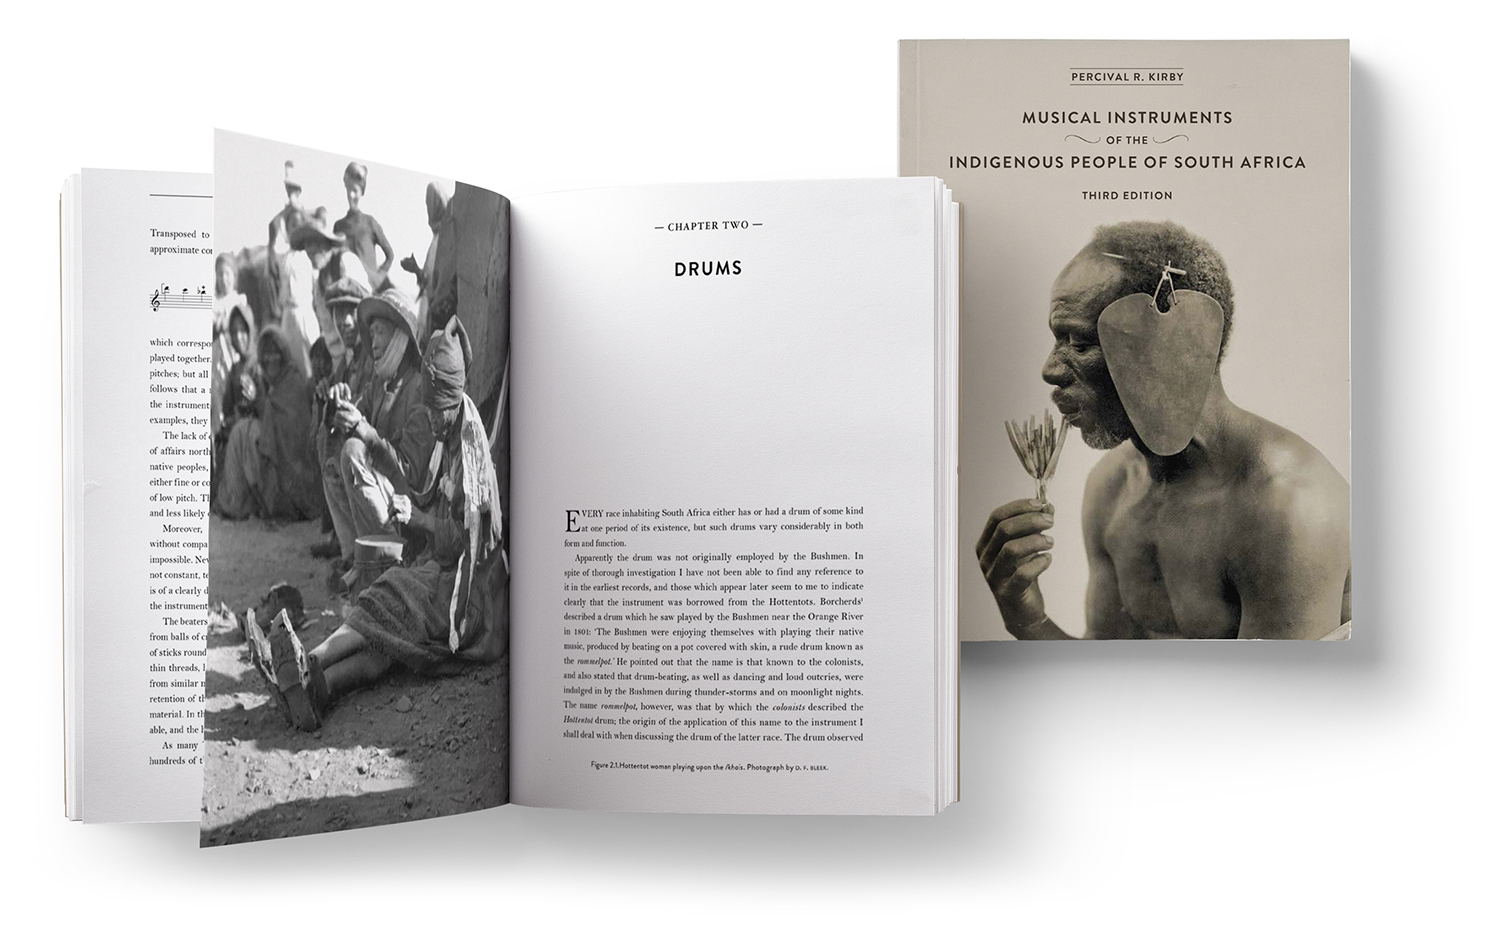 PERCIVAL R. KIRBY
MUSICAL INSTRUMENTS
OF THE
INDIGENOUS PEOPLE OF SOUTH AFRICA
THIRD EDITION
Transposed to
approximate
which
played together.
pitches; but all
follows that a
the instrument
examples, they
The lack of
of affairs north
native peoples,
either fine or
of low pitch.
and less likely
Moreover,
without
impossible.
not constant,
is of a clearly
the instrument
The beaters
from balls of
of sticks round
thin threads,
from similar
retention of
material. In
able, and the
As many
hundreds of
— CHAPTER TWO —
DRUMS
EVERY race inhabiting South Africa either has or had a drum of some kind
at one period of its existence, but such drums vary considerably in both
form and function.
Apparently the drum was not originally employed by the Bushmen. In
spite of thorough investigation I have not been able to find any reference to
it in the earliest records, and those which appear later seem to me to indicate
clearly that the instrument was borrowed from the Hottentots. Borcherds'
described a drum which he saw played by the Bushmen near the Orange River
in 1801: 'The Bushmen were enjoying themselves with playing their native
music, produced by beating on a pot covered with skin, a rude drum known as
the rommelpot.' He pointed out that the name is that known to the colonists,
and also stated that drum-beating, as well as dancing and loud outcries, were
indulged in by the Bushmen during thunder-storms and on moonlight nights.
The name rommelpot, however, was that by which the colonists described the
Hottentot drum; the origin of the application of this name to the instrument I
shall deal with when discussing the drum of the latter race. The drum observed
Figure 2.1.Hottentot woman playing upon the /khais. Photograph by D. F. BLEEK.